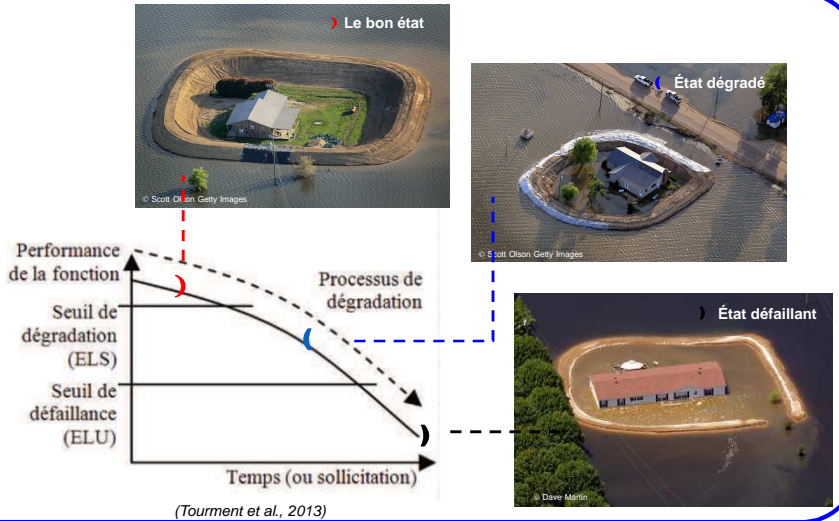 Le bon état
© Scott Olson Getty Images
État dégradé
© Scott Olson Getty Images
Performance
de la fonction
Processus de
dégradation
Seuil de
dégradation
(ELS)
Seuil de
défaillance
(ELU)
Temps (ou sollicitation)
État défaillant
© Dave Martin
(Tourment et al., 2013)